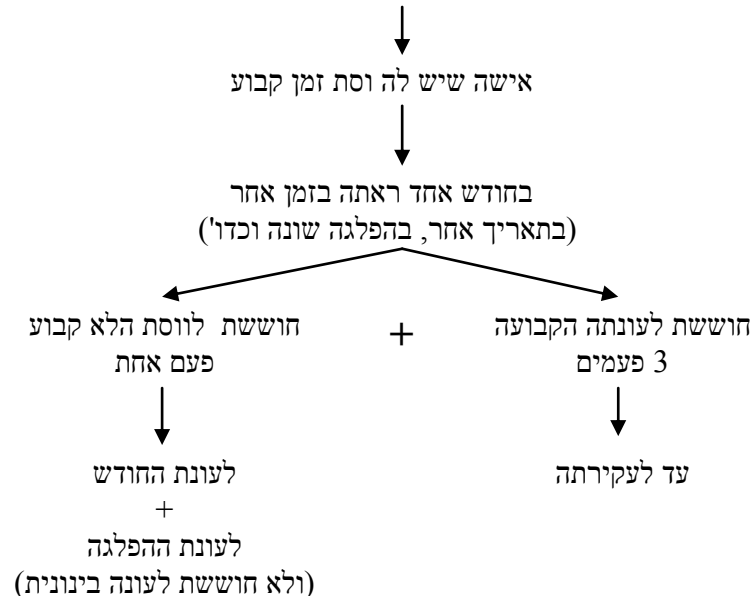 אישה שיש לה וסת זמן קבוע
בחודש אחד ראתה בזמן אחר
(בתאריך אחר, בהפלגה שונה וכדו')
חוששת לעונתה הקבועה
3 פעמים
+
חוששת לווסת הלא קבוע
פעם אחת
עד לעקירתה
לעונת החודש
+
לעונת ההפלגה
(ולא חוששת לעונה בינונית)